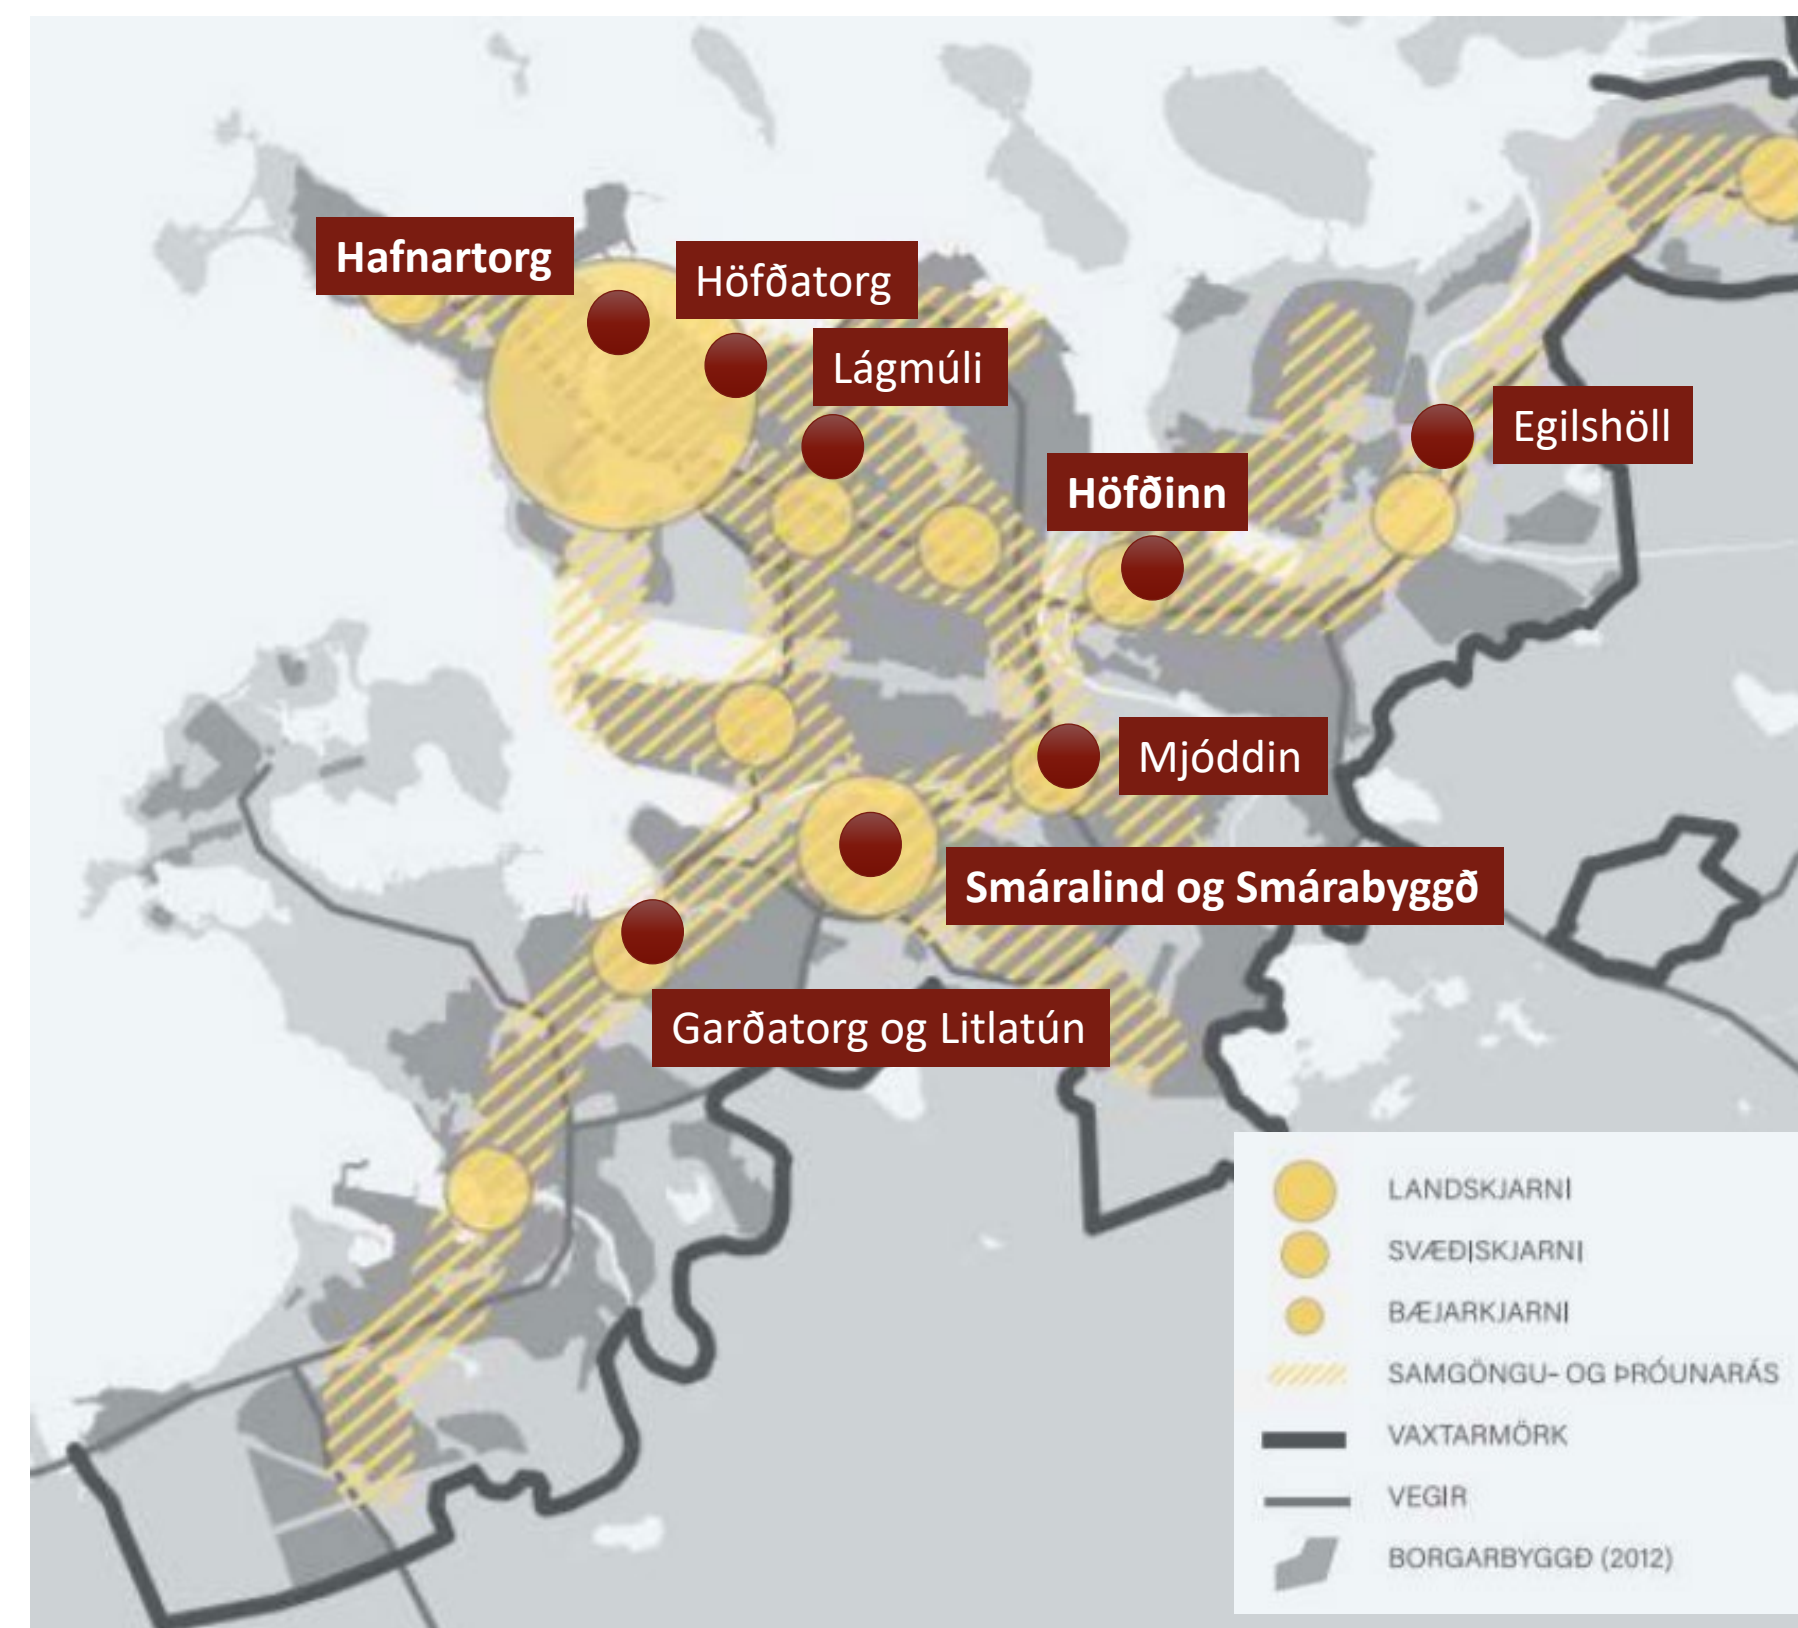 Hafnartorg
Höfðatorg
Lágmúli
Egilshöll
Höfðinn
Mjóddin
Smáralind og Smárabyggð
Garðatorg og Litlatún
LANDSKJARNI
SVÆÐISKJARNI
BÆJARKJARNI
SAMGÖNGU- OG ÞRÓUNARÁS
VAXTARMÖRK
VEGIR
BORGARBYGGÐ (2012)